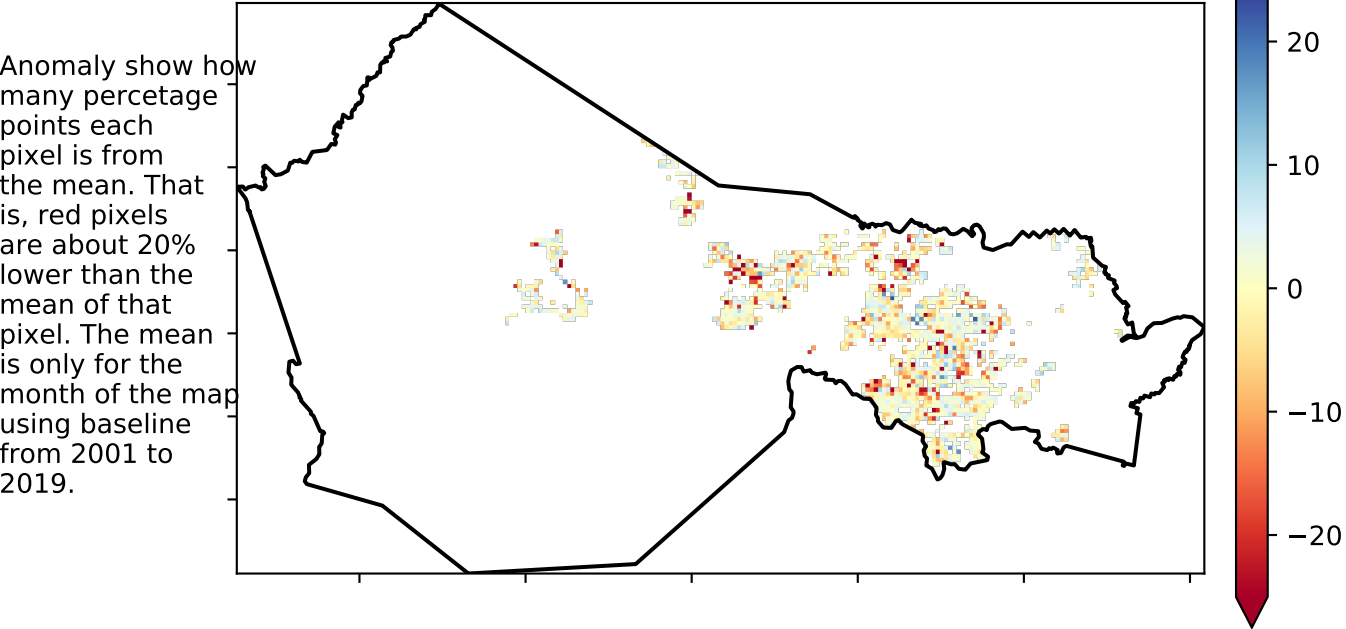 Anomaly show how
many percetage
points each
pixel is from
the mean. That
is, red pixels
are about 20%
lower than the
mean of that
pixel. The mean
is only for the
month of the map
using baseline
from 2001 to
2019.
20
10
0
−10
−20